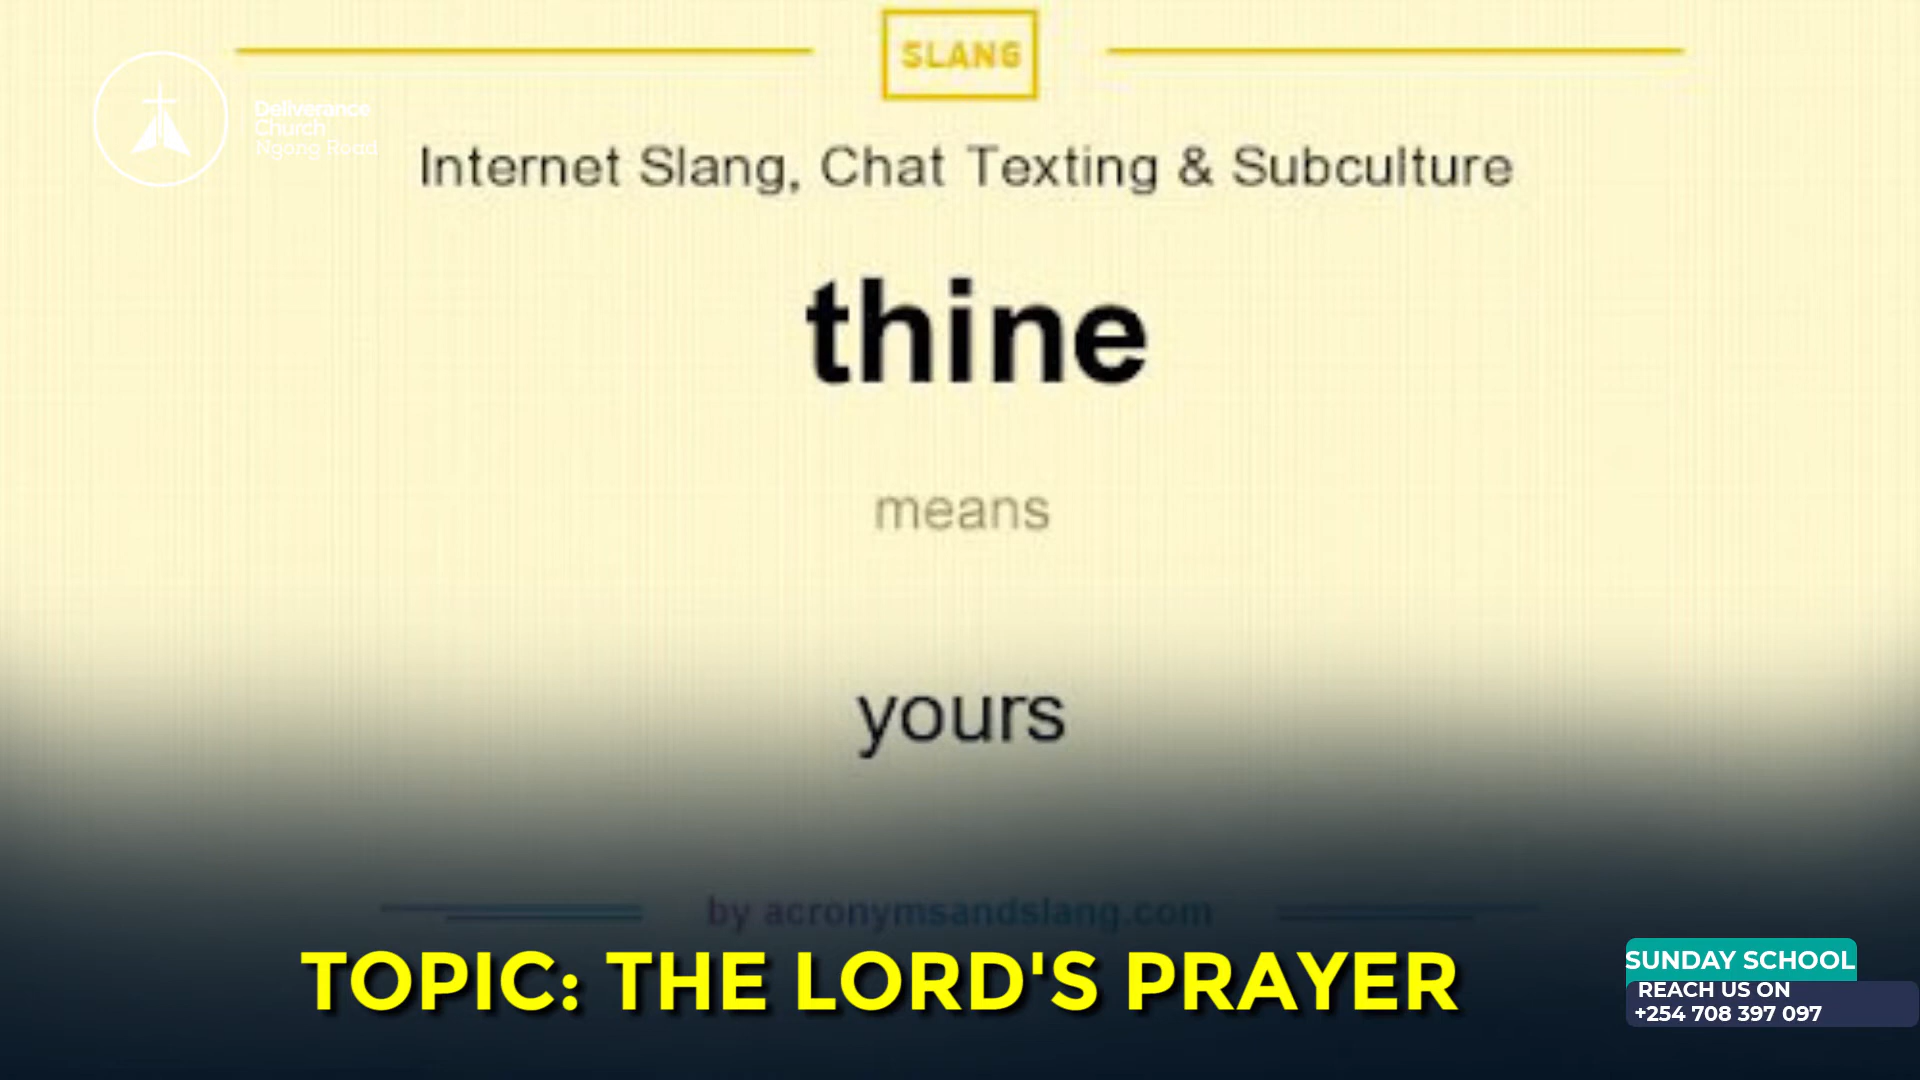 SLANG
Deliverance
Church
Ngong Road
Internet Slang, Chat Texting & Subculture
thine
means
yours
by acronymsandslang.com
TOPIC: THE LORD'S PRAYER
SUNDAY SCHOOL
REACH US ON
+254 708 397 097